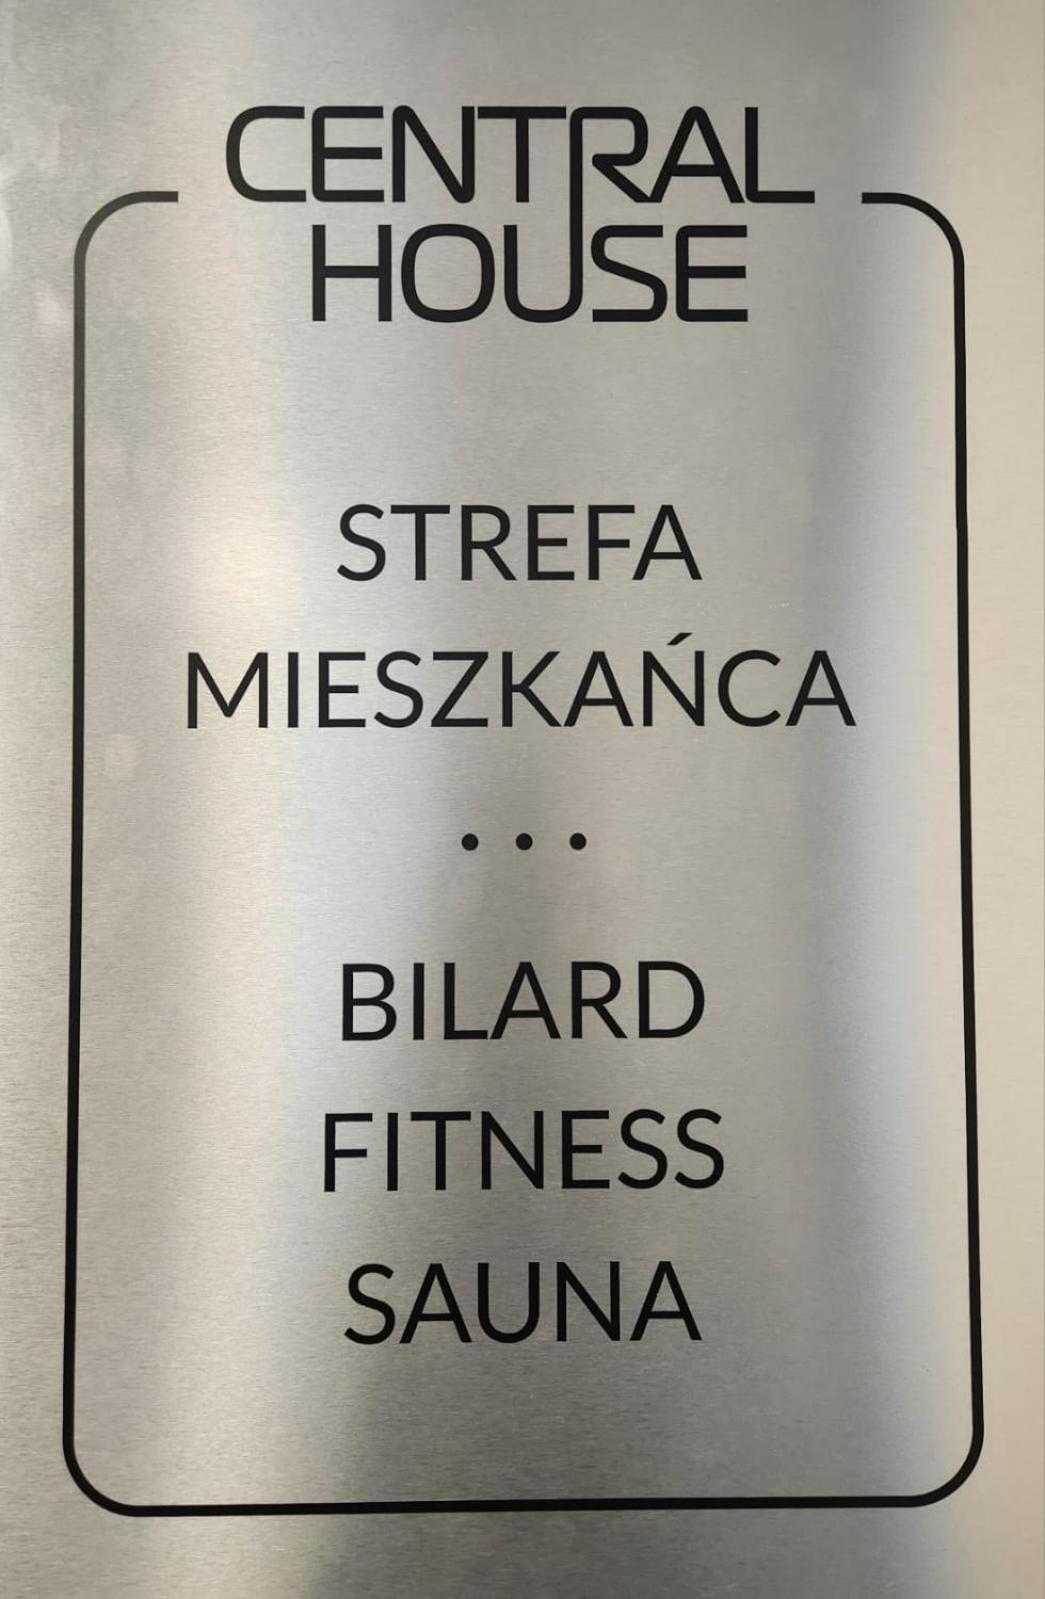 CENTRAL
HOUSE
STREFA
MIESZKAŃCA
...
BILARD
FITNESS
SAUNA